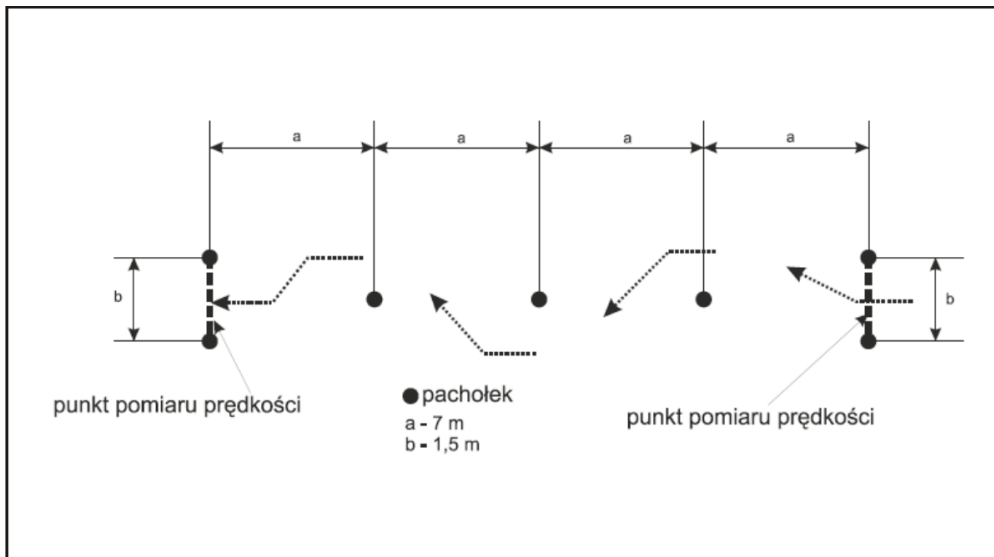 a a a a
b b
punkt pomiaru prędkości
pachołek
a - 7 m
b - 1,5 m
punkt pomiaru prędkości